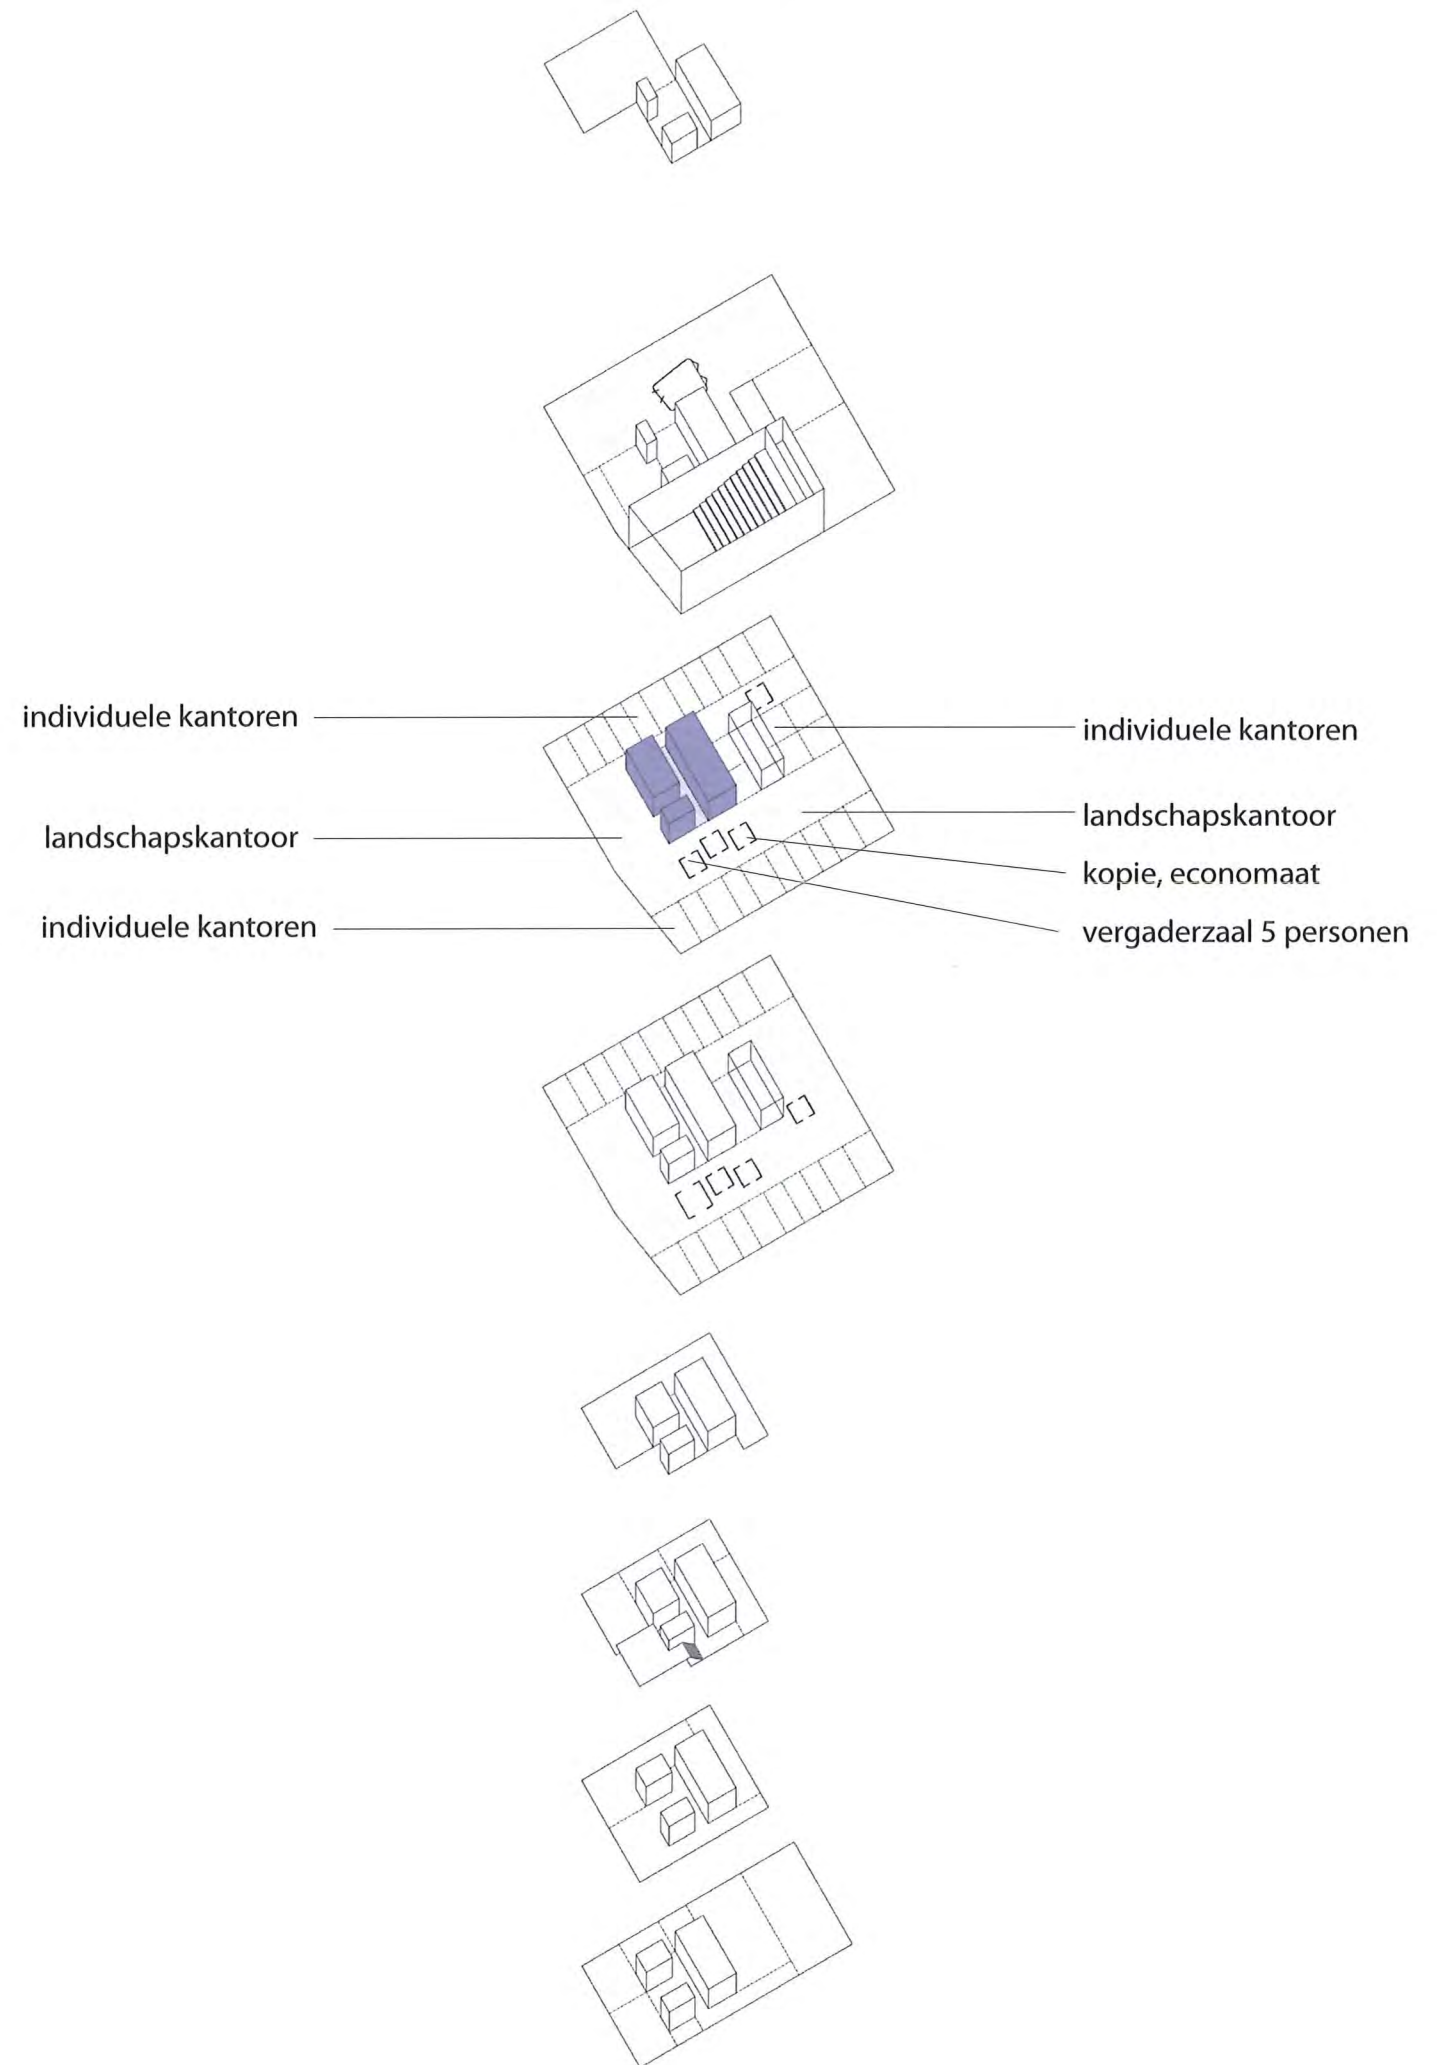 individuele kantoren
landschapskantoor
individuele kantoren
individuele kantoren
landschapskantoor
kopie, economaat
vergaderzaal 5 personen